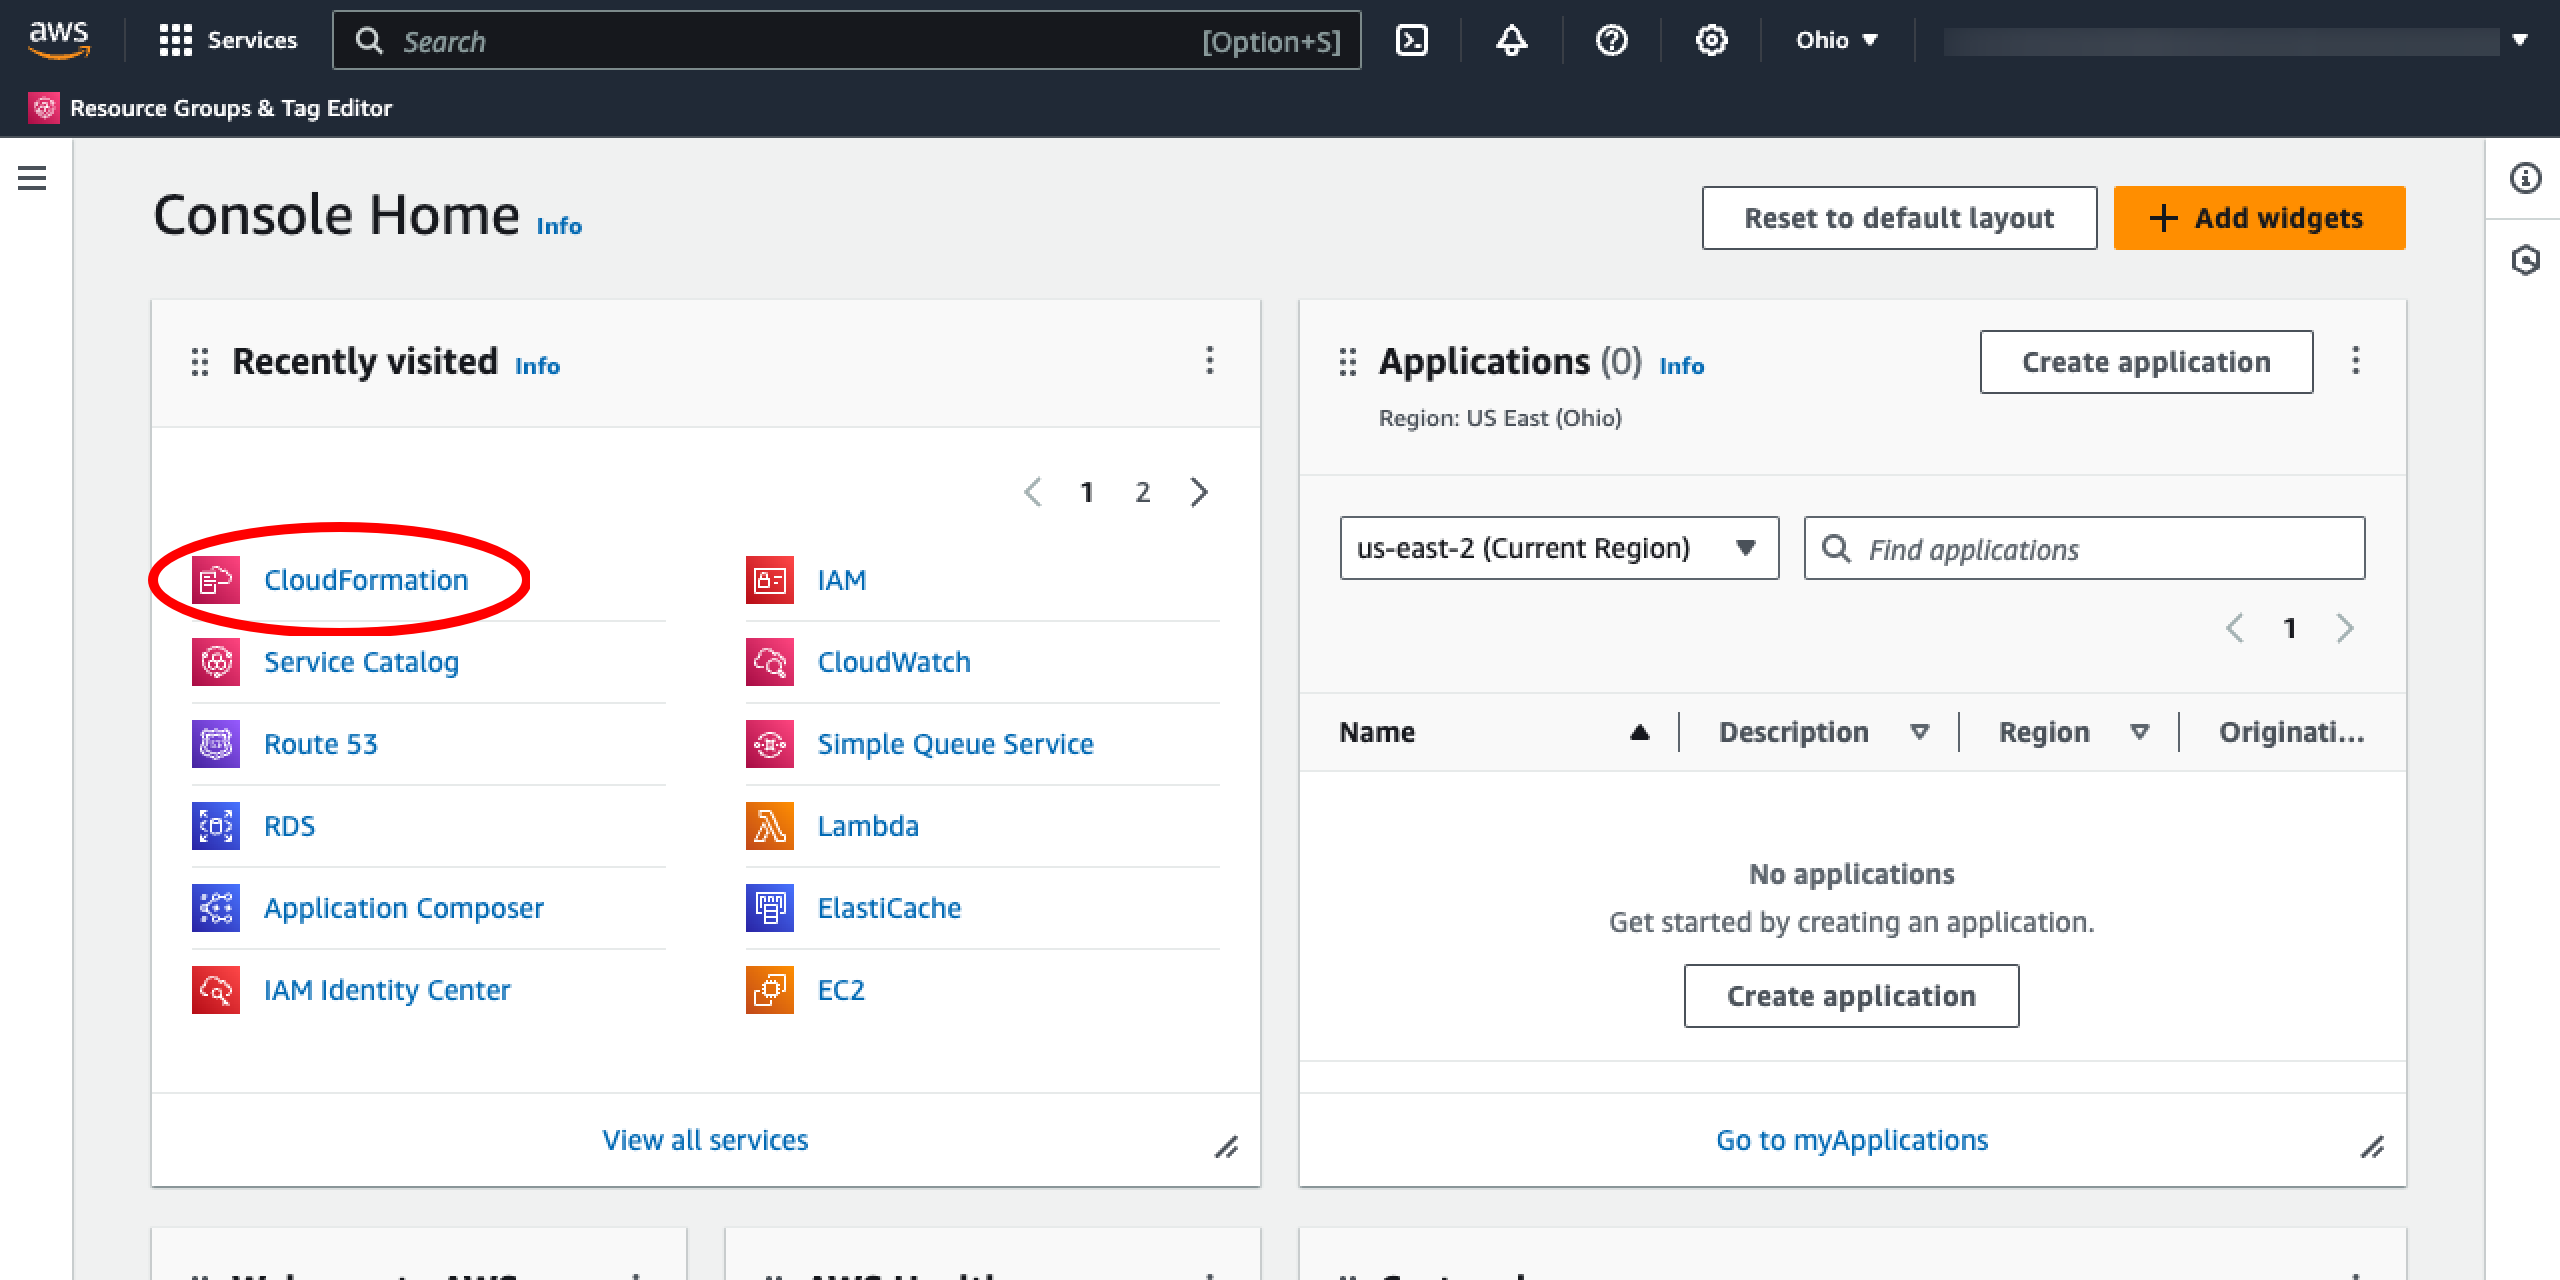 aws
Services
Search
[Option+S]
Ohio
Resource Groups & Tag Editor
Console Home Info
Reset to default layout
Add widgets
Recently visited Info
1 2
CloudFormation
IAM
Service Catalog
CloudWatch
Route 53
Simple Queue Service
RDS
Lambda
Application Composer
ElastiCache
IAM Identity Center
EC2
View all services
Applications (0) Info
Create application
Region: US East (Ohio)
us-east-2 (Current Region)
Find applications
1
Name
Description
Region
Originati...
No applications
Get started by creating an application.
Create application
Go to myApplications